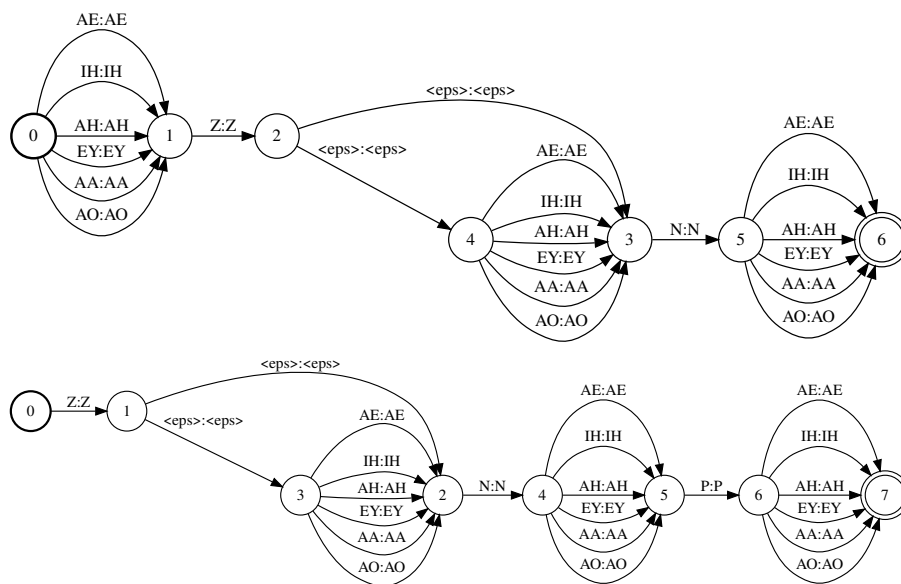 AE:AE
IH:IH
0 AH:AH 1 Z:Z 2
EY:EY
AA:AA
AO:AO
<eps>:<eps>
<eps>:<eps>
AE:AE
IH:IH
4 AH:AH 3 N:N 5
EY:EY
AA:AA
AO:AO
AE:AE
IH:IH
AH:AH 6
EY:EY
AA:AA
AO:AO
0 Z:Z 1
<eps>:<eps>
<eps>:<eps>
AE:AE
IH:IH
3 AH:AH 2 N:N 4
EY:EY
AA:AA
AO:AO
AE:AE
IH:IH
AH:AH 5 P:P 6
EY:EY
AA:AA
AO:AO
AE:AE
IH:IH
AH:AH 7
EY:EY
AA:AA
AO:AO